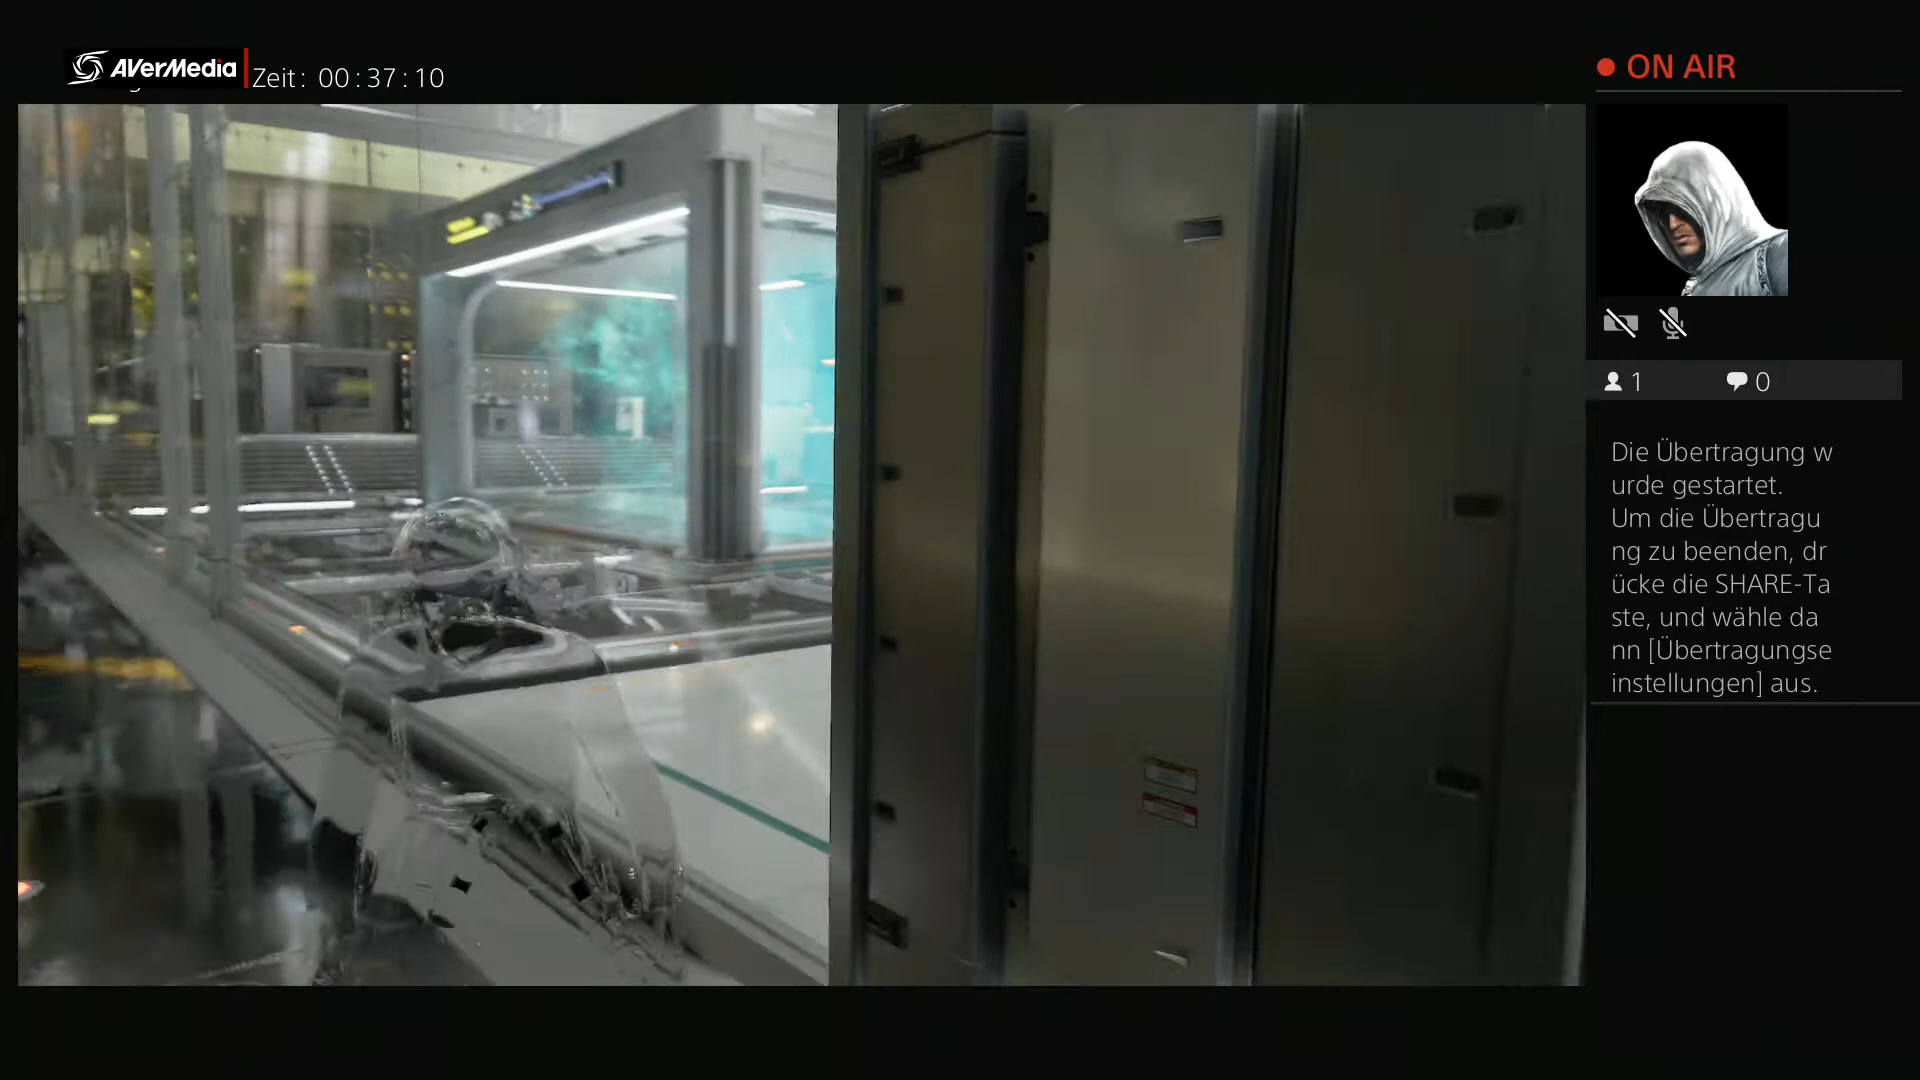 AVerMedia
Zeit: 00:37:10
ON AIR
1
0
Die Übertragung w
urde gestartet.
Um die Übertragu
ng zu beenden, dr
ücke die SHARE-Ta
ste, und wähle da
nn [Übertragungse
instellungen] aus.